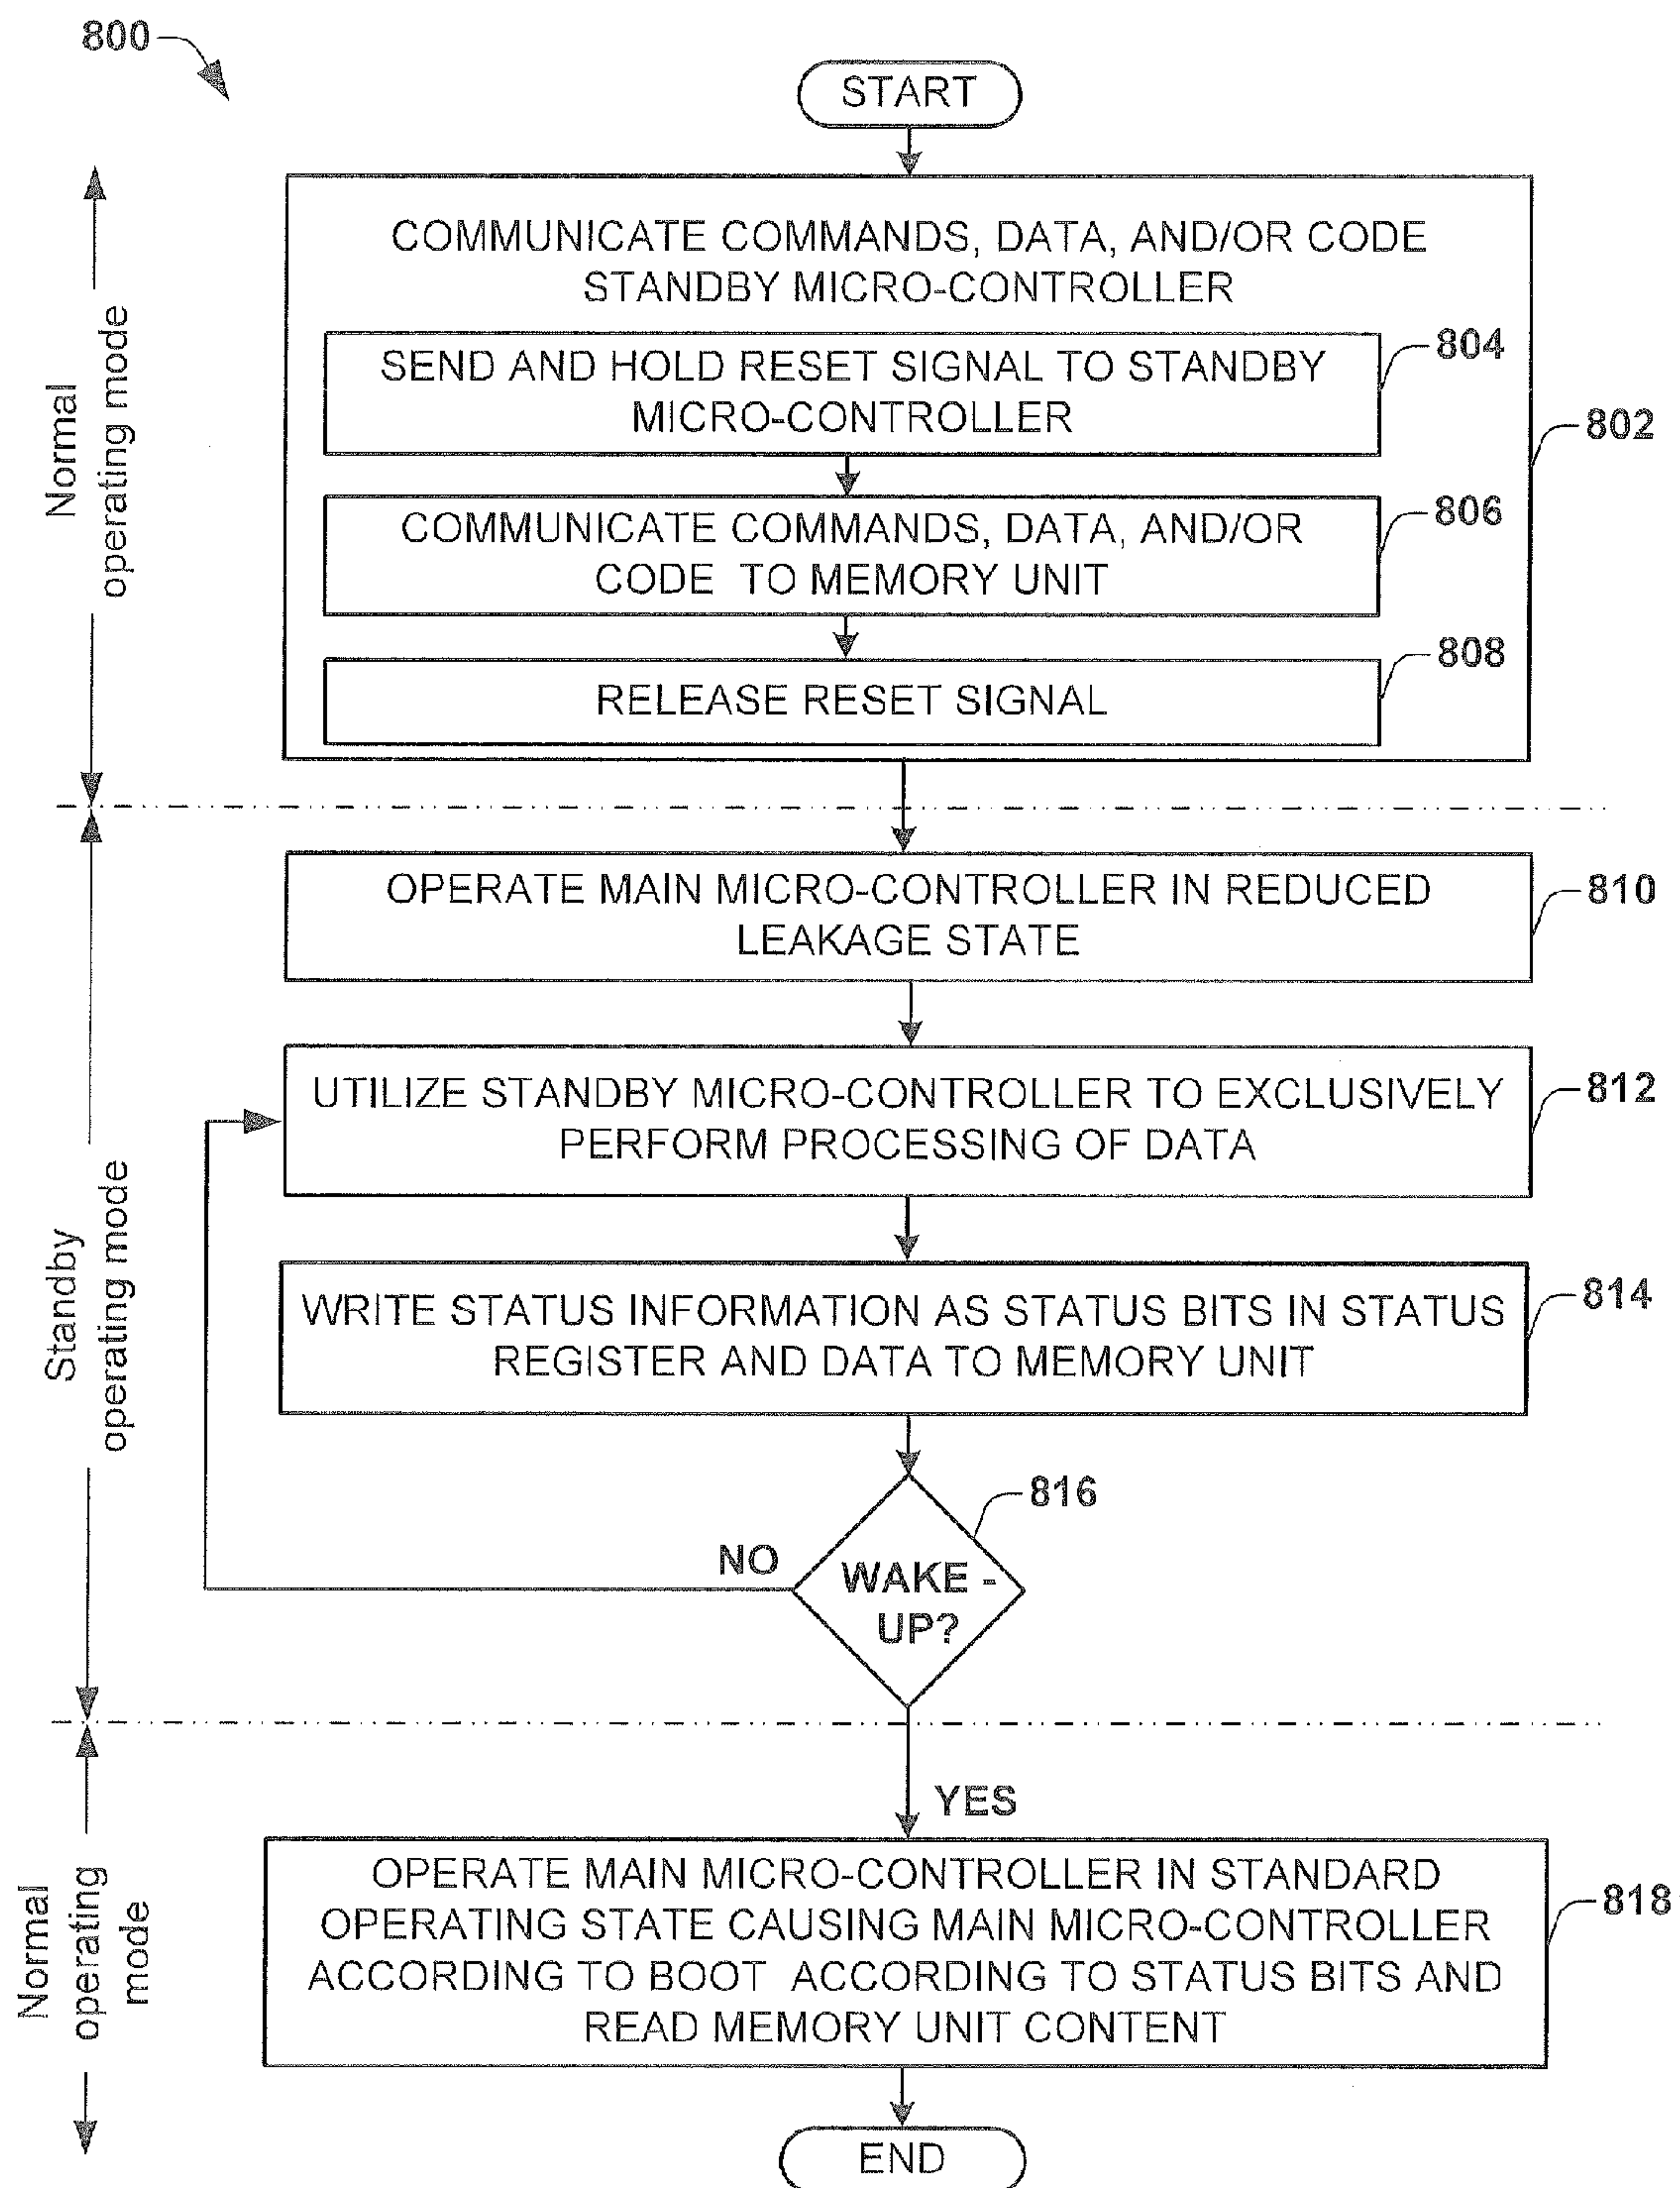 800
START
COMMUNICATE COMMANDS, DATA, AND/OR CODE
STANDBY MICRO-CONTROLLER
SEND AND HOLD RESET SIGNAL TO STANDBY
MICRO-CONTROLLER
804
802
COMMUNICATE COMMANDS, DATA, AND/OR
CODE TO MEMORY UNIT
806
RELEASE RESET SIGNAL
808
Normal
operating mode
OPERATE MAIN MICRO-CONTROLLER IN REDUCED
LEAKAGE STATE
810
UTILIZE STANDBY MICRO-CONTROLLER TO EXCLUSIVELY
PERFORM PROCESSING OF DATA
812
WRITE STATUS INFORMATION AS STATUS BITS IN STATUS
REGISTER AND DATA TO MEMORY UNIT
814
Standby
operating mode
816
NO
WAKE -
UP?
YES
OPERATE MAIN MICRO-CONTROLLER IN STANDARD
OPERATING STATE CAUSING MAIN MICRO-CONTROLLER
ACCORDING TO BOOT ACCORDING TO STATUS BITS AND
READ MEMORY UNIT CONTENT
818
Normal
operating
mode
END